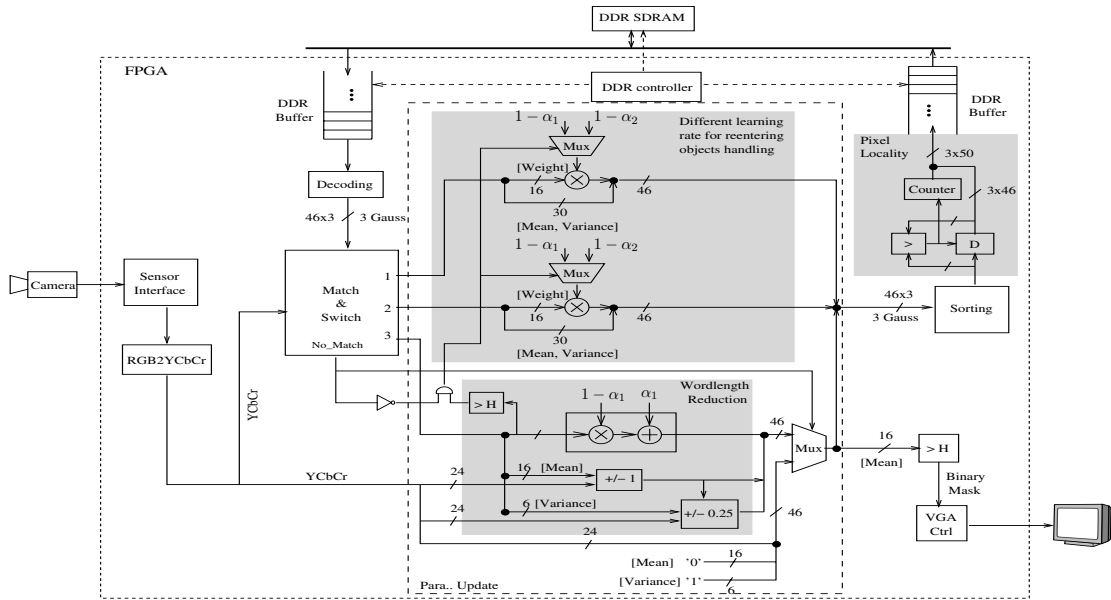 DDR SDRAM
FPGA
DDR
Buffer
DDR controller
DDR
Buffer
1 − α1
1 − α2
Different learning
rate for reentering
objects handling
Mux
[Weight]
16
46
30
[Mean, Variance]
Pixel
Locality
3x50
Counter
3x46
>
D
Decoding
46x3
3 Gauss
1 − α1
1 − α2
Mux
[Weight]
16
46
30
[Mean, Variance]
Camera
Sensor
Interface
RGB2YCbCr
YCbCr
Match
&
Switch
No_Match
1
2
3
46x3
3 Gauss
Sorting
> H
Wordlength
Reduction
1 − α1
α1
46
Mux
16
[Mean]
> H
Binary
Mask
VGA
Ctrl
YCbCr
24
16
[Mean]
+/− 1
6
[Variance]
24
+/− 0.25
46
24
[Mean]
'0'
16
[Variance]
'1'
6
Para.. Update